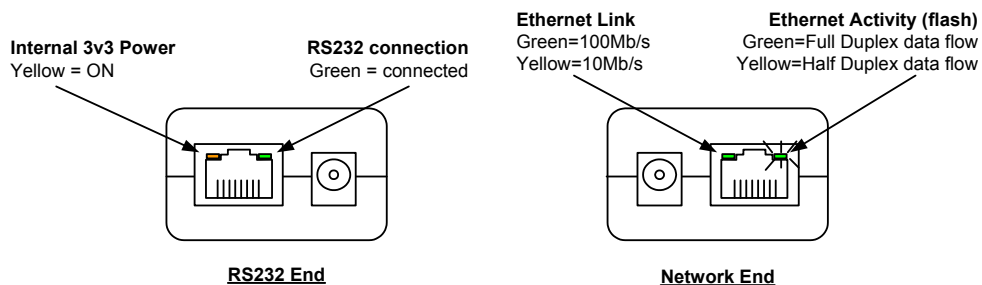 Internal 3v3 Power
Yellow = ON
RS232 connection
Green = connected
RS232 End
Ethernet Link
Green=100Mb/s
Yellow=10Mb/s
Ethernet Activity (flash)
Green=Full Duplex data flow
Yellow=Half Duplex data flow
Network End